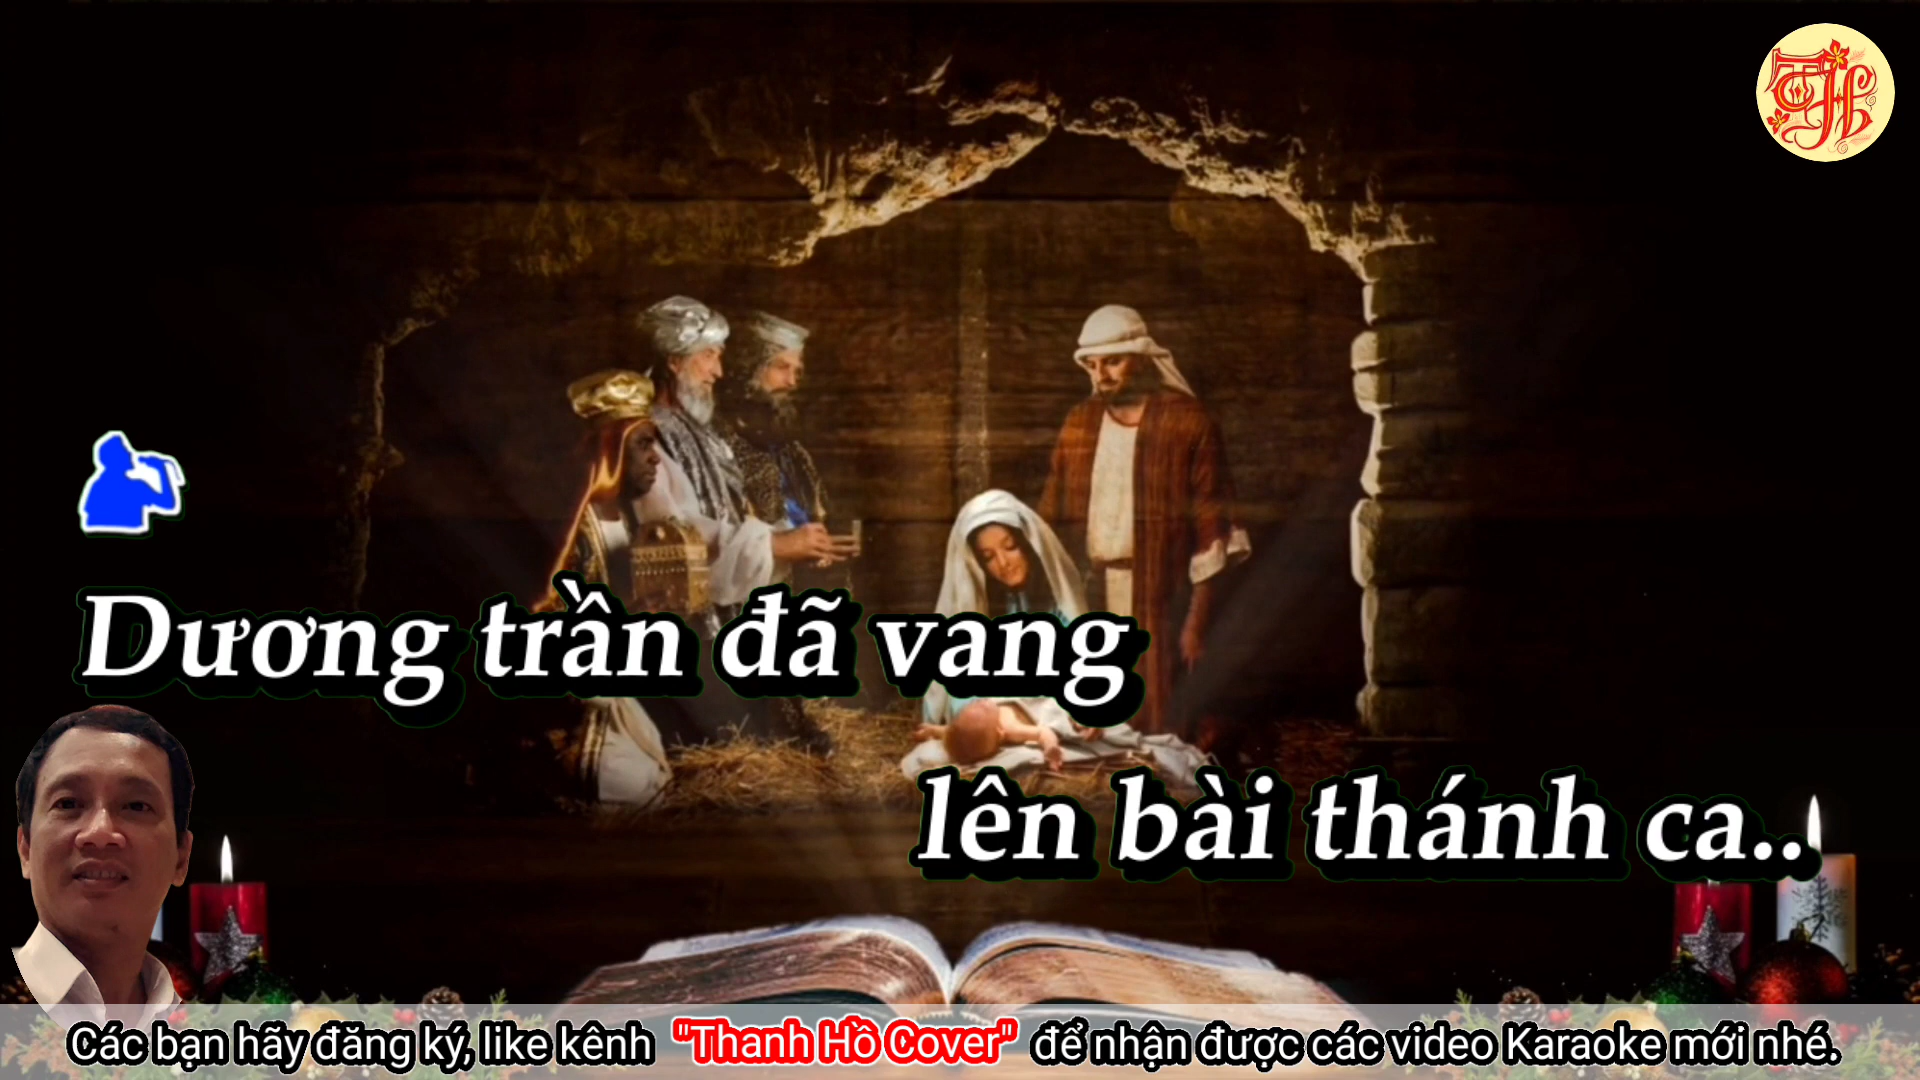 TH
Dương trần đã vang
lên bài thánh ca..
Các bạn hãy đăng ký, like kênh "Thanh Hồ Cover" để nhận được các video Karaoke mới nhé.